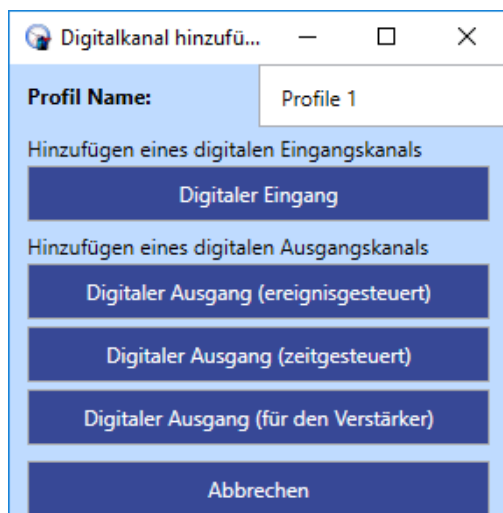 Digitalkanal hinzufü...
Profil Name: Profile 1
Hinzufügen eines digitalen Eingangskanals
Digitaler Eingang
Hinzufügen eines digitalen Ausgangskanals
Digitaler Ausgang (ereignisgesteuert)
Digitaler Ausgang (zeitgesteuert)
Digitaler Ausgang (für den Verstärker)
Abbrechen